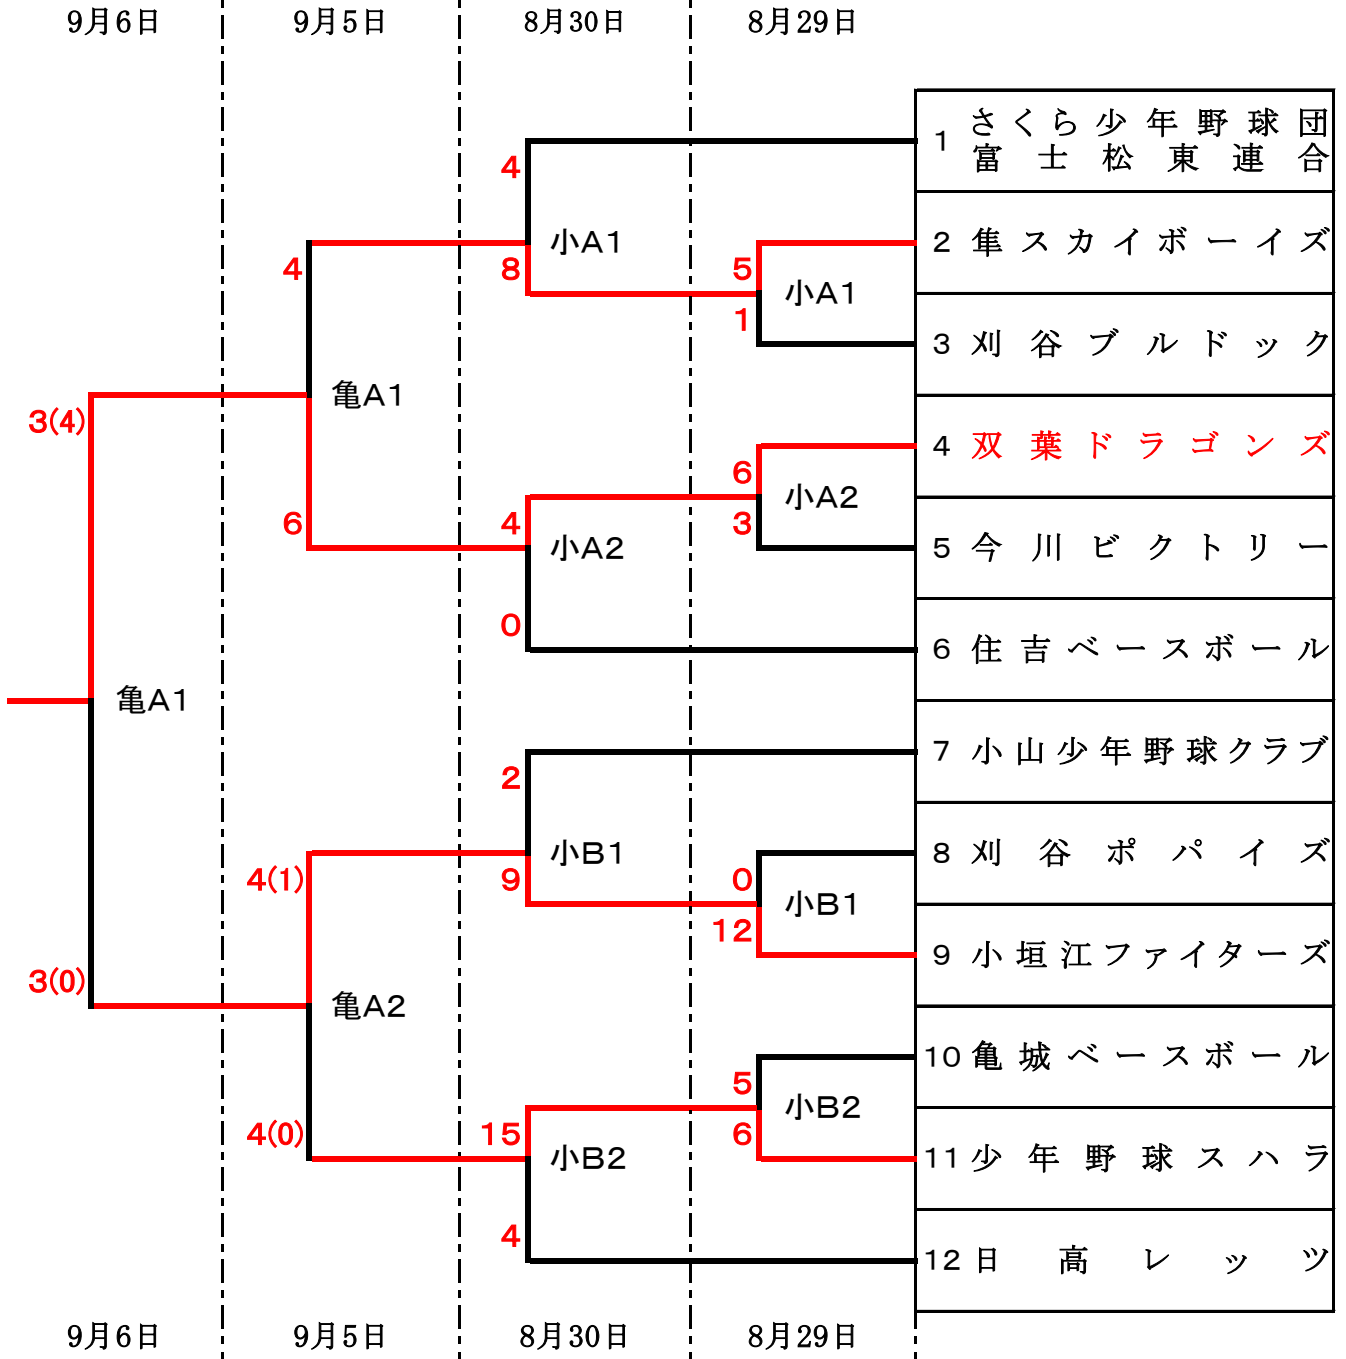 9月6日 9月5日 8月30日 8月29日
1 さくら少年野球団
富士松東連合
4
小A1
2 隼スカイボーイズ
4
8
5
小A1
1
3 刈谷ブルドック
亀A1
3(4)
4 双葉ドラゴンズ
6
小A2
3
6
4
小A2
5 今川ビクトリー
0
6 住吉ベースボール
亀A1
7 小山少年野球クラブ
2
小B1
8 刈谷ポパイズ
4(1)
9
0
小B1
12
9 小垣江ファイターズ
3(0)
亀A2
10 亀城ベースボール
5
小B2
6
4(0)
15
小B2
11 少年野球スハラ
4
12 日高レッツ
9月6日 9月5日 8月30日 8月29日